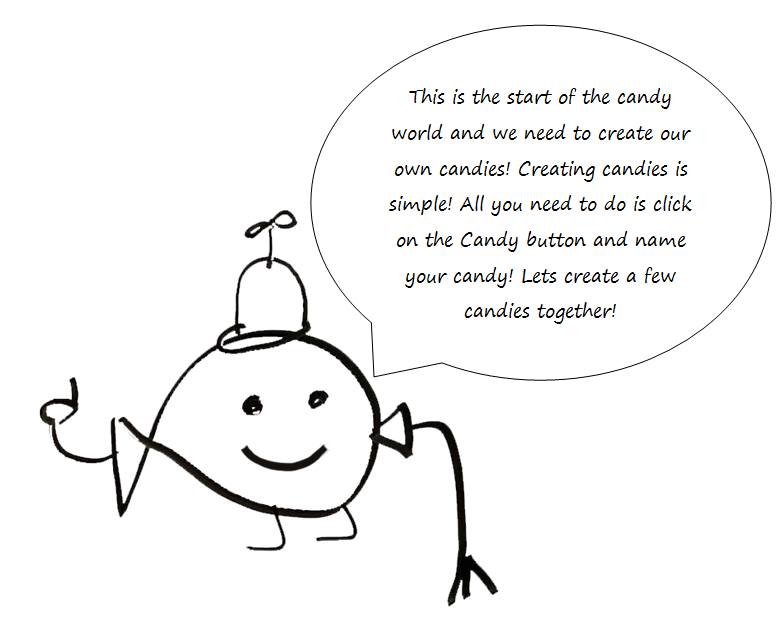 This is the start of the candy
world and we need to create our
own candies! Creating candies is
simple! All you need to do is click
on the Candy button and name
your candy! Lets create a few
candies together!